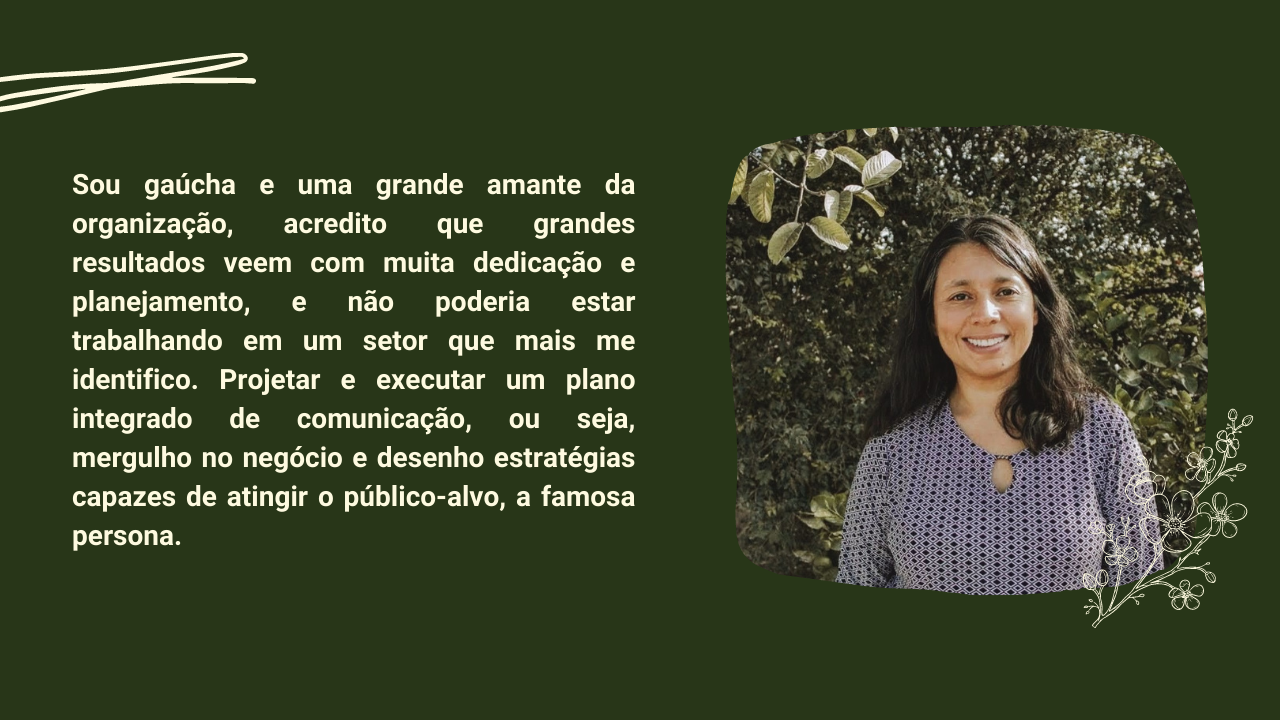 Sou gaúcha e uma grande amante da
organização, acredito que grandes
resultados veem com muita dedicação e
planejamento, e não poderia estar
trabalhando em um setor que mais me
identifico. Projetar e executar um plano
integrado de comunicação, ou seja,
mergulho no negócio e desenho estratégias
capazes de atingir o público-alvo, a famosa
persona.